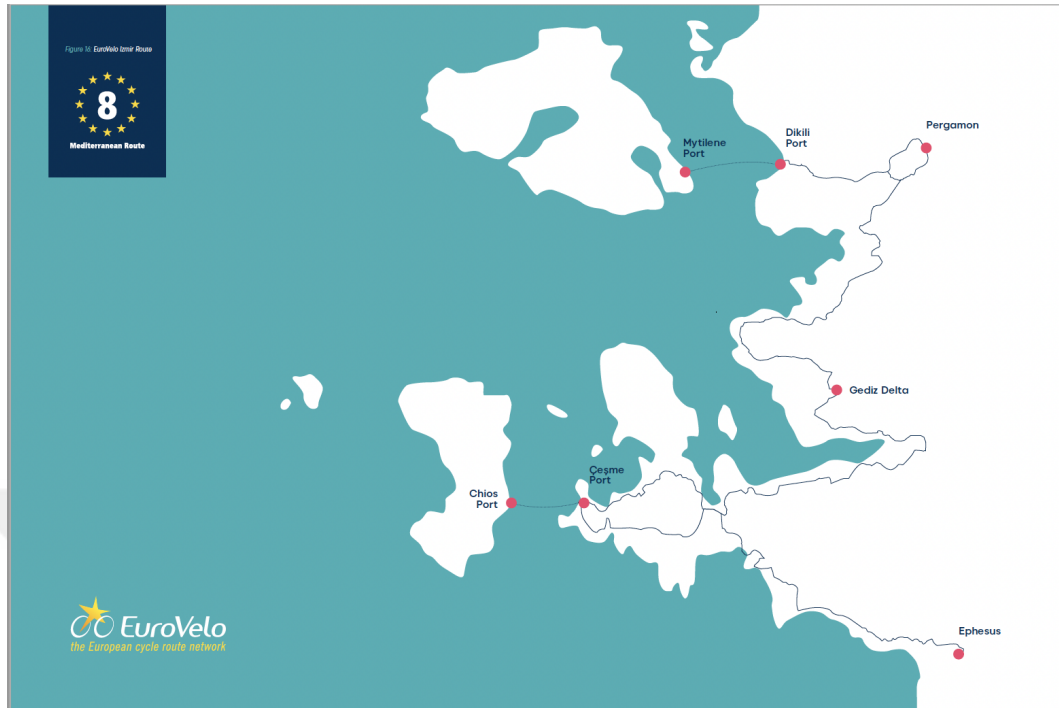 Figure 16: EuroVelo Izmir Route
8
Mediterranean Route
Mytilene
Port
Dikili
Port
Pergamon
Gediz Delta
Chios
Port
Çeşme
Port
Ephesus
EuroVelo
the European cycle route network